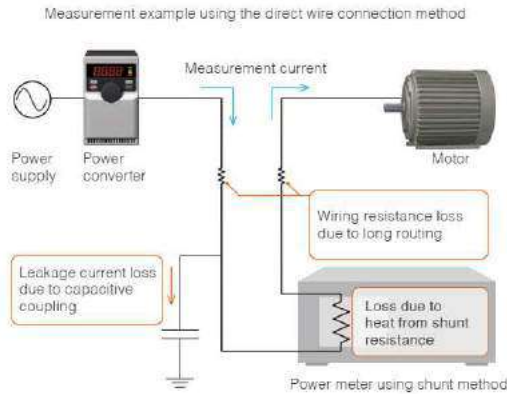 Measurement example using the direct wire connection method
Measurement current
Power
supply
Power
converter
Motor
Wiring resistance loss
due to long routing.
Leakage current loss
due to capacitive
coupling
Loss due to
heat from shunt
resistance
Power meter using shunt method